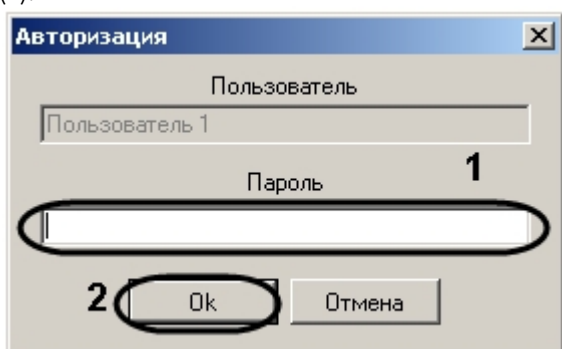 Авторизация
Пользователь
Пользователь 1
1
Пароль
2 Ok Отмена